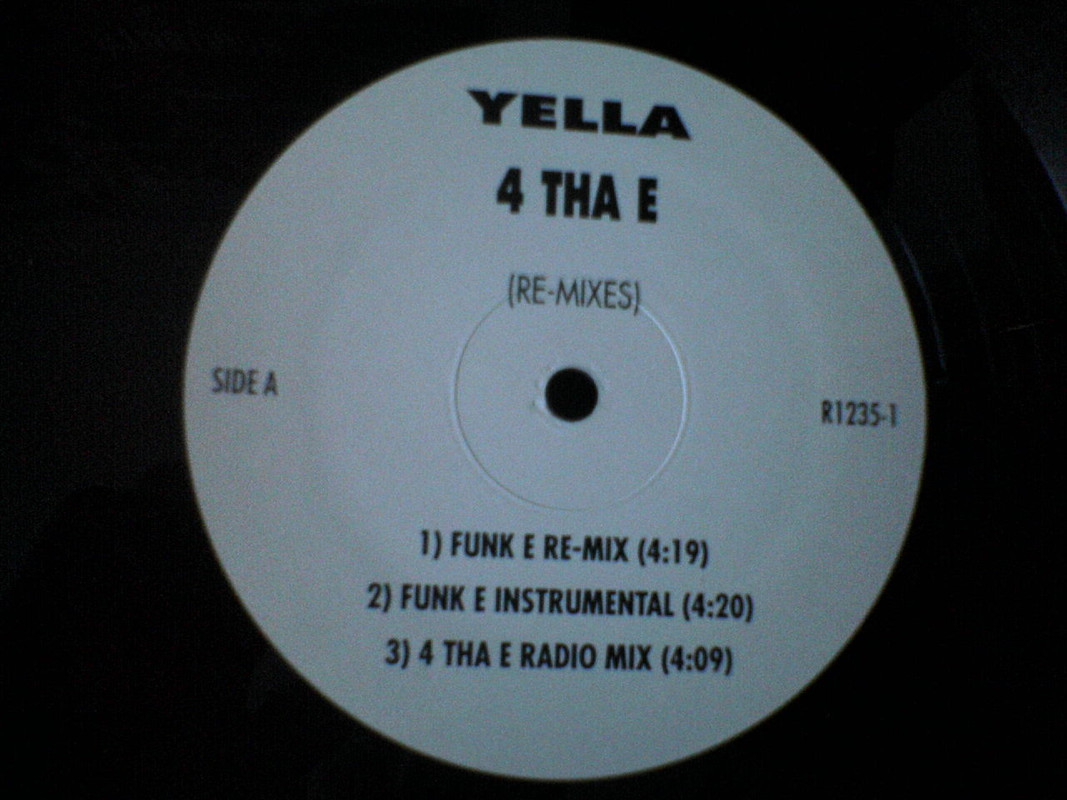 YELLA
4 THA E
(RE-MIXES)
SIDE A
R1235-1
1) FUNK E RE-MIX (4:19)
2) FUNK E INSTRUMENTAL (4:20)
3) 4 THA E RADIO MIX (4:09)